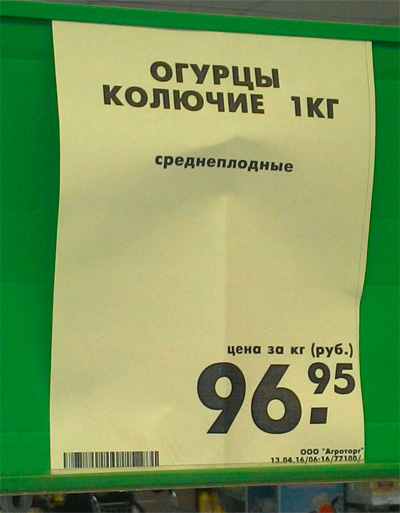 ОГУРЦЫ
КОЛЮЧИЕ 1КГ
среднеплодные
цена за кг (руб.)
96.95
ООО "Агроторг"
13.04.16/06:16/77100/